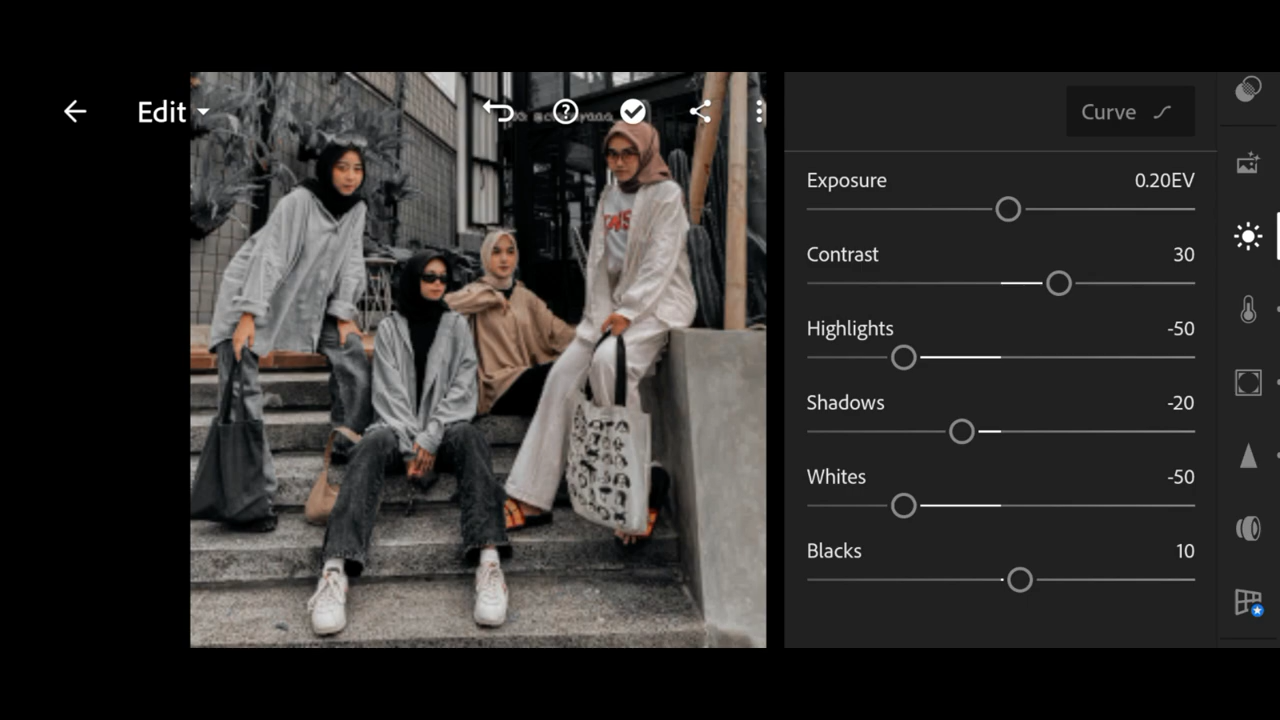 Edit
Curve
Exposure 0.20EV
Contrast 30
Highlights -50
Shadows -20
Whites -50
Blacks 10